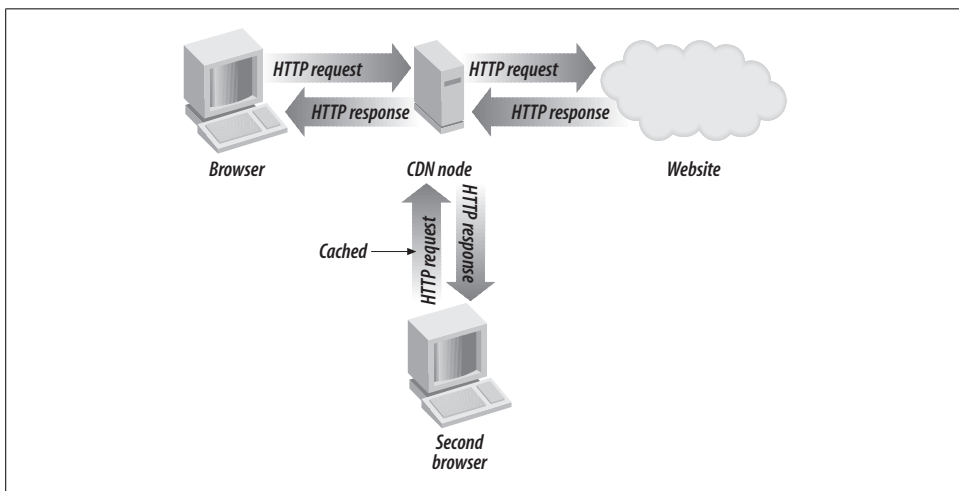 HTTP request
HTTP request
HTTP response
HTTP response
Browser
CDN node
Website
HTTP request
HTTP response
Cached
Second
browser